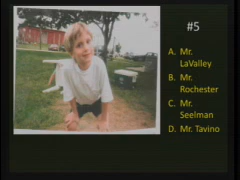 #5
A. Mr.
LaValley
B. Mr.
Rochester
C. Mr.
Seelman
D. Mr. Tavino